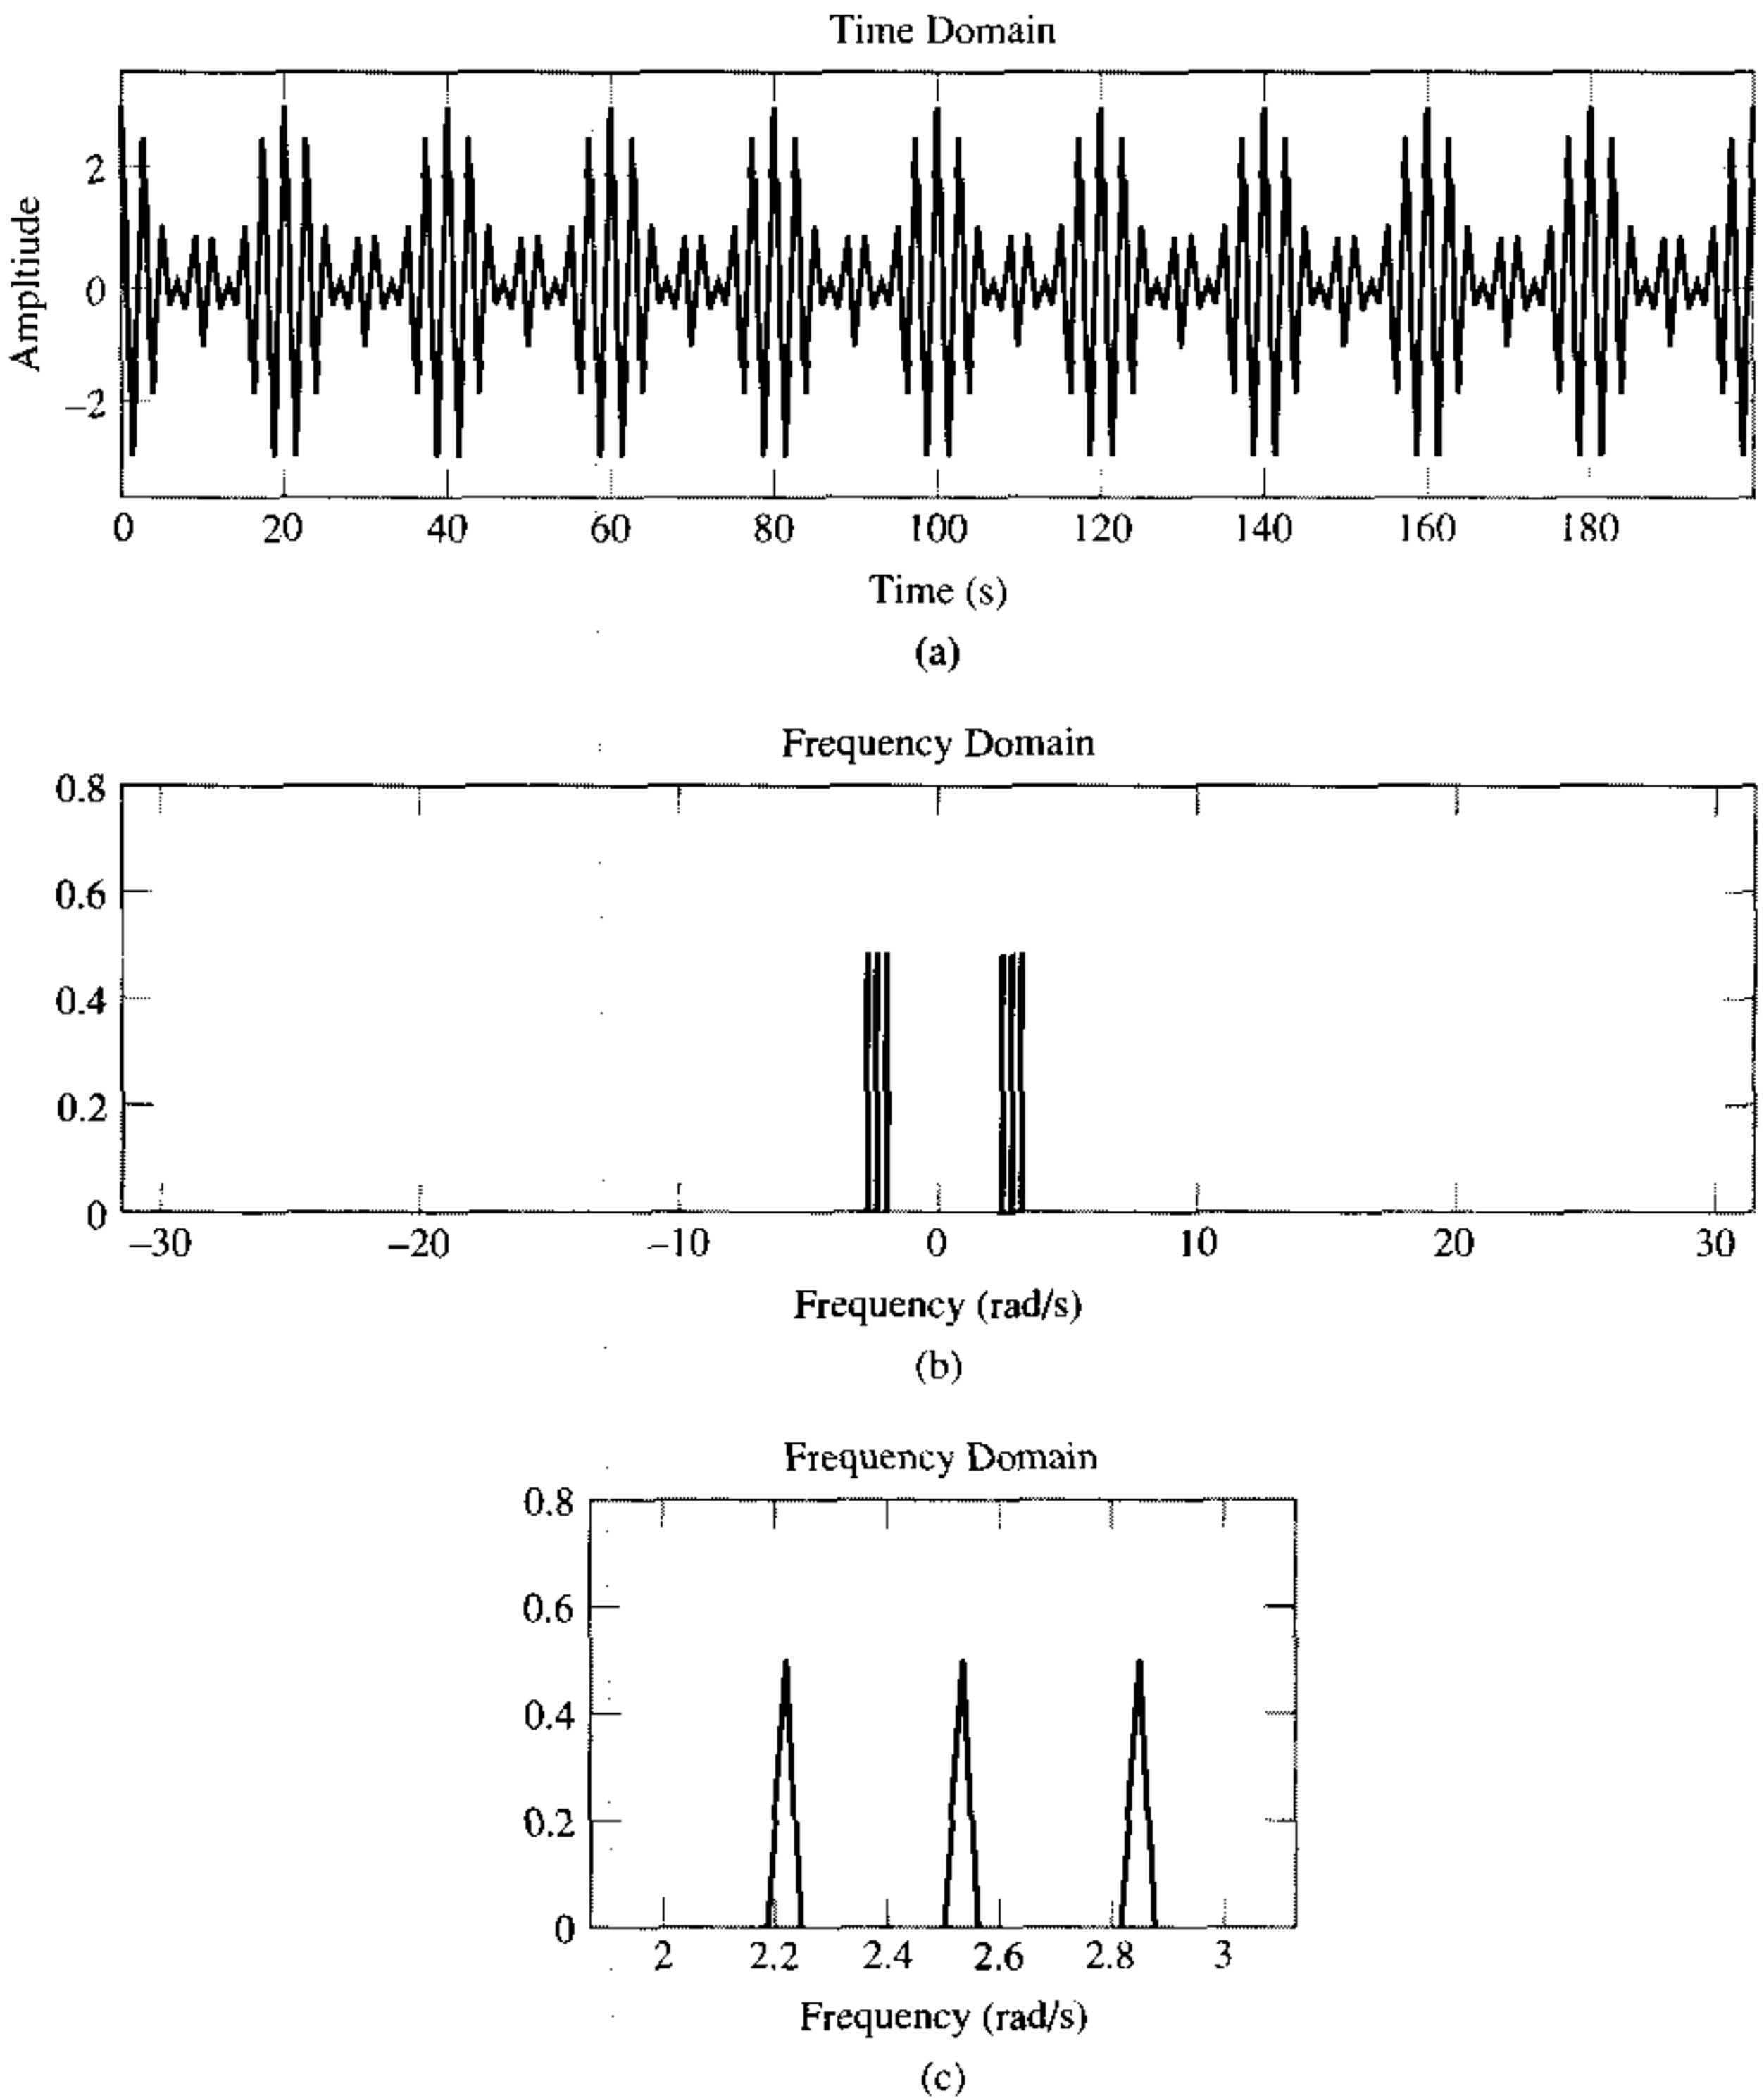 Time Domain
Ampltiude
2
0
−2
0 20 40 60 80 100 120 140 160 180
Time (s)
(a)
Frequency Domain
0.8
0.6
0.4
0.2
0
−30 −20 −10 0 10 20 30
Frequency (rad/s)
(b)
Frequency Domain
0.8
0.6
0.4
0.2
0
2 2.2 2.4 2.6 2.8 3
Frequency (rad/s)
(c)